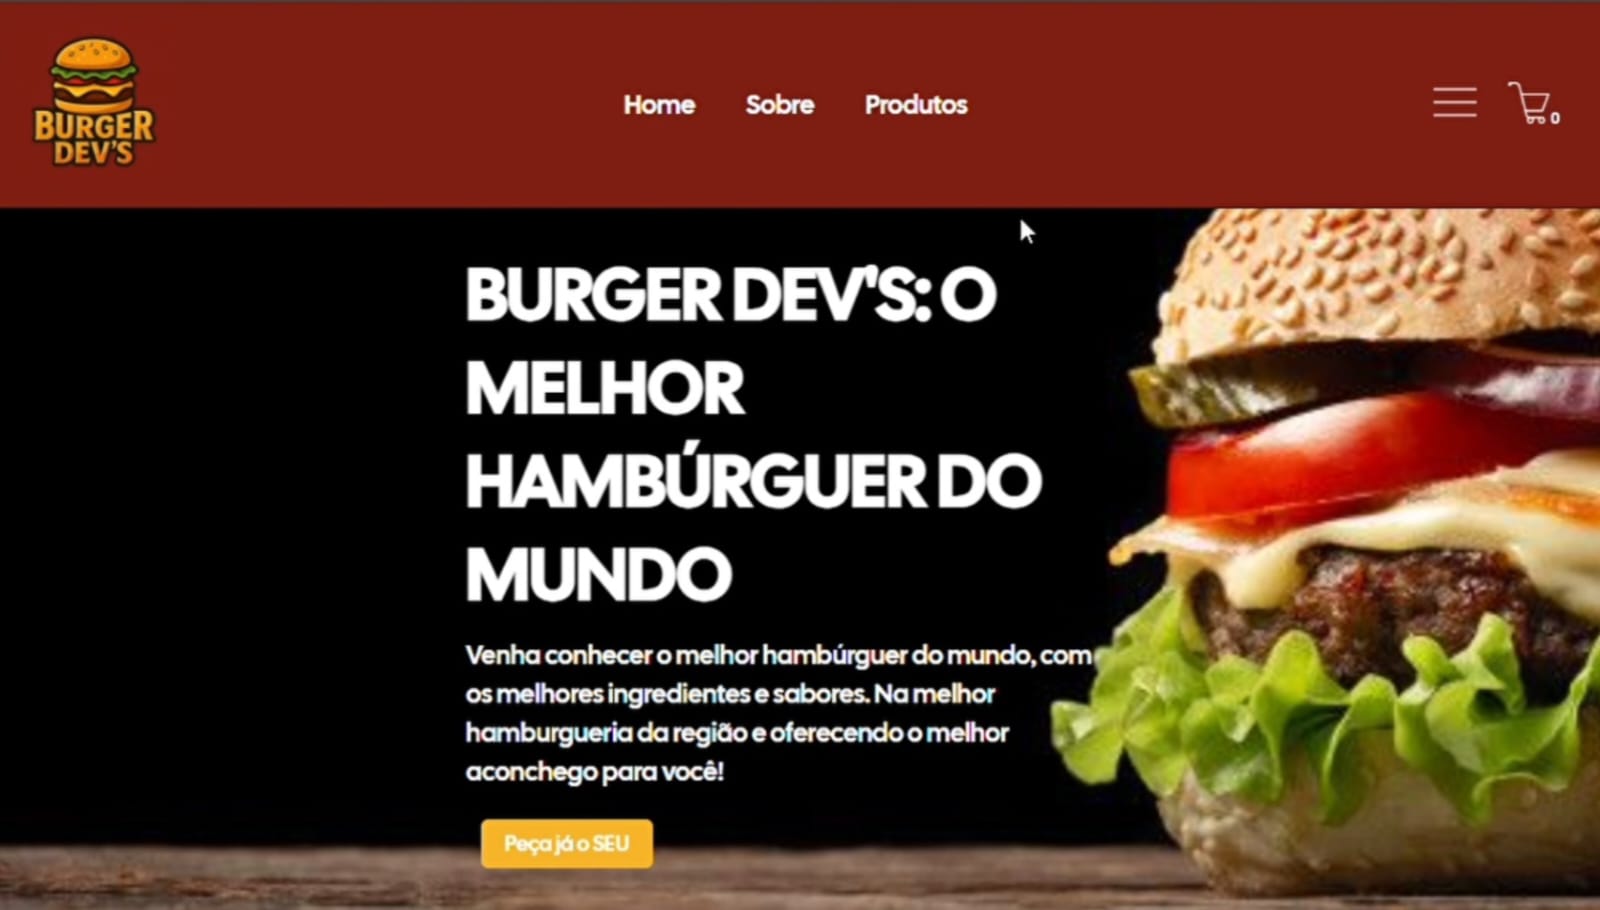 BURGER
DEV'S
Home Sobre Produtos
0
BURGER DEV'S: O
MELHOR
HAMBÚRGUER DO
MUNDO
Venha conhecer o melhor hambúrguer do mundo, com
os melhores ingredientes e sabores. Na melhor
hamburgueria da região e oferecendo o melhor
aconchego para você!
Peça já o SEU